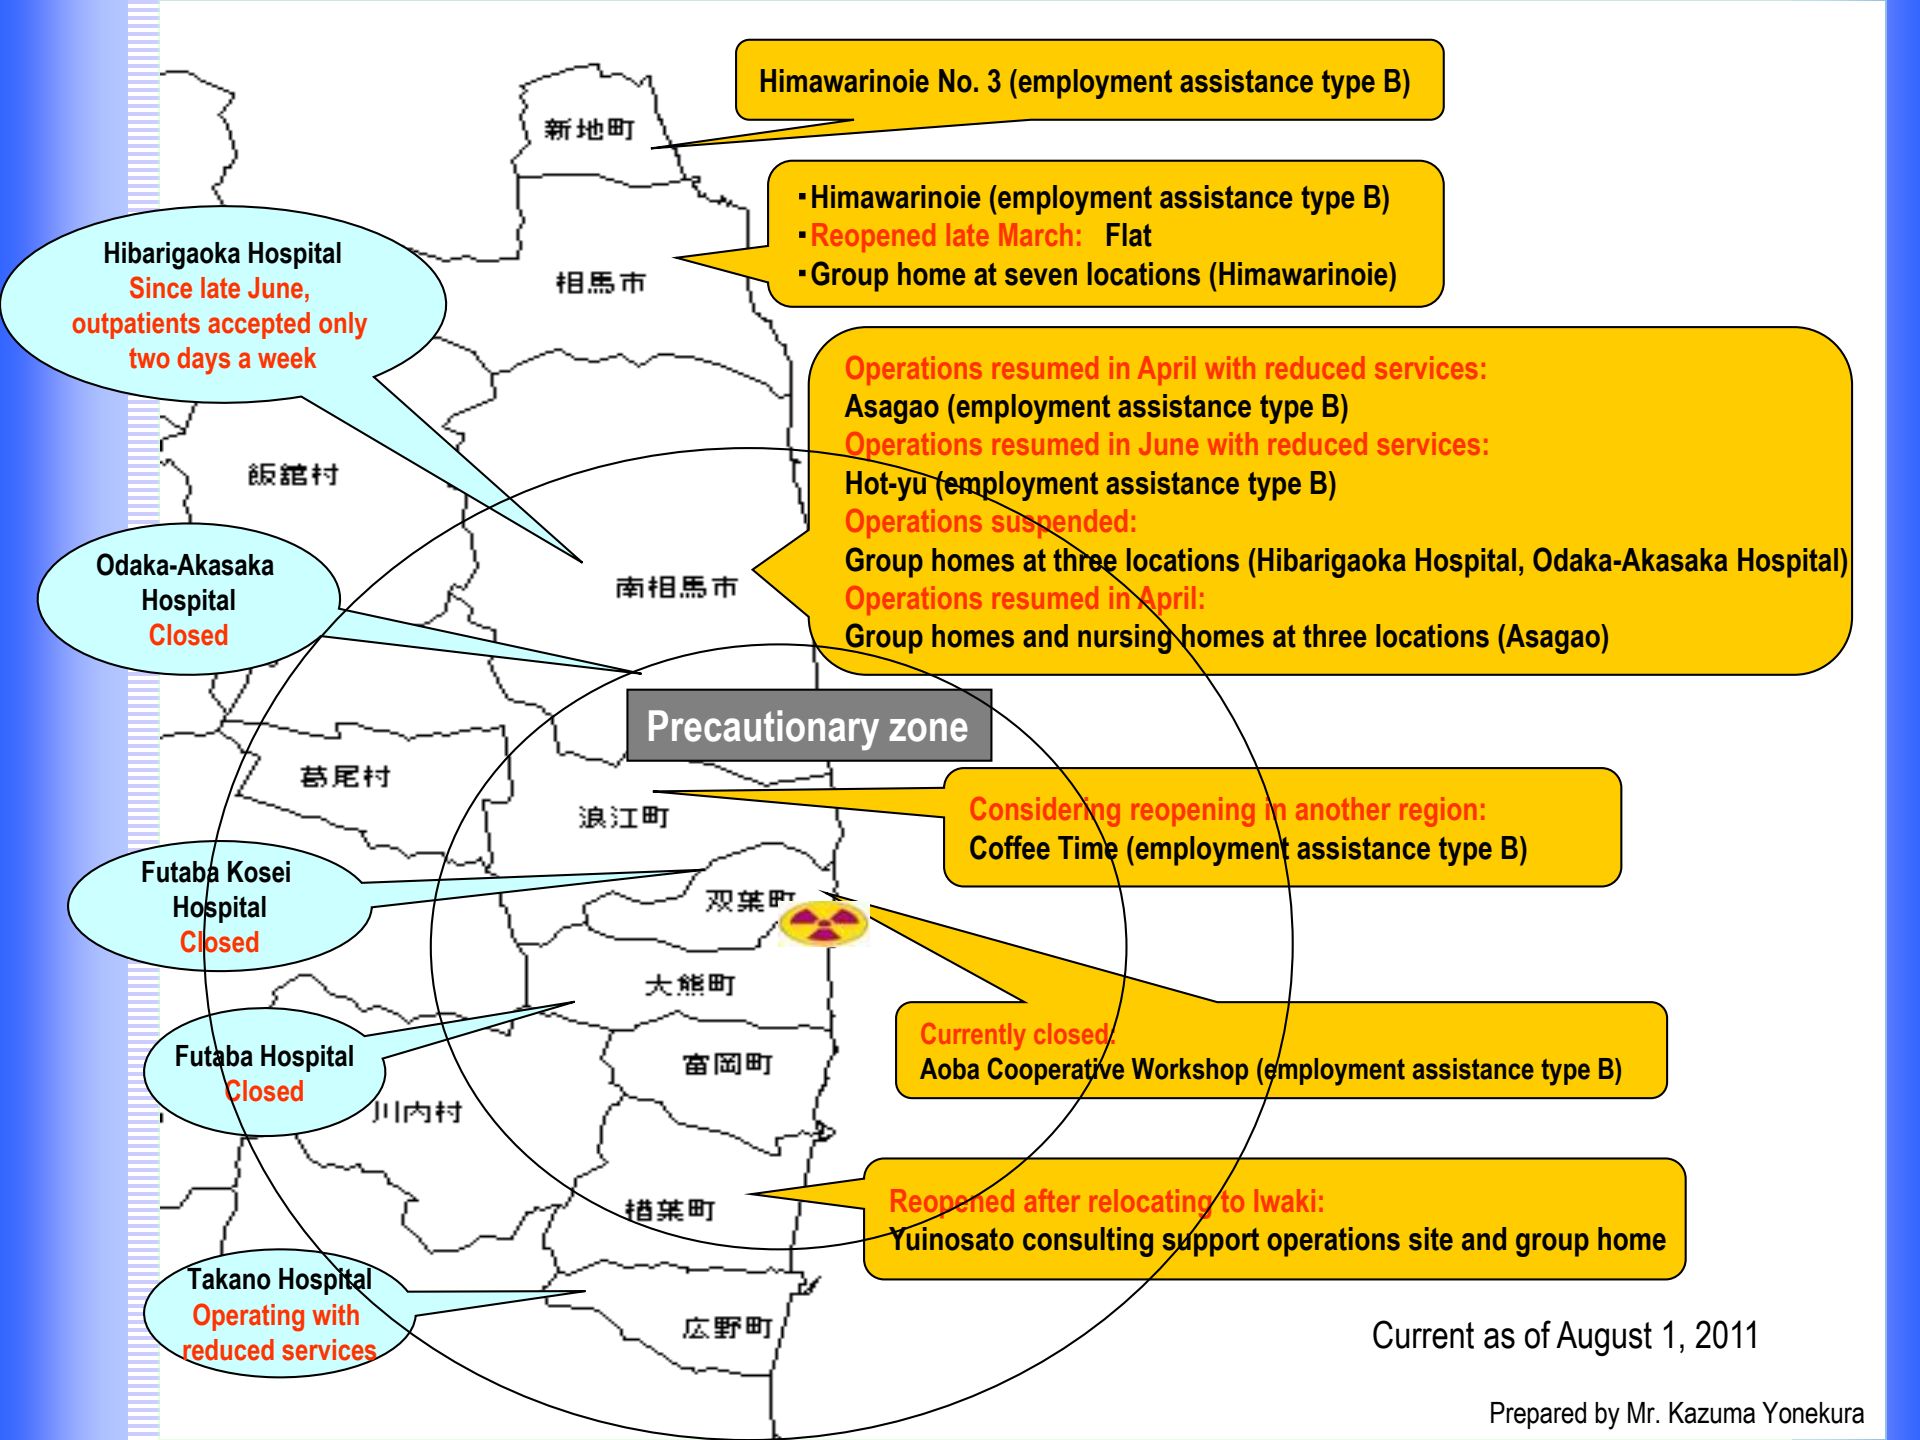 Himawarinoie No. 3 (employment assistance type B)
新地町
・Himawarinoie (employment assistance type B)
・Reopened late March: Flat
・Group home at seven locations (Himawarinoie)
相馬市
Hibarigaoka Hospital
Since late June,
outpatients accepted only
two days a week
Operations resumed in April with reduced services:
Asagao (employment assistance type B)
Operations resumed in June with reduced services:
Hot-yu (employment assistance type B)
Operations suspended:
Group homes at three locations (Hibarigaoka Hospital, Odaka-Akasaka Hospital)
Operations resumed in April:
Group homes and nursing homes at three locations (Asagao)
飯舘村
南相馬市
Odaka-Akasaka
Hospital
Closed
Precautionary zone
葛尾村
浪江町
Considering reopening in another region:
Coffee Time (employment assistance type B)
Futaba Kosei
Hospital
Closed
双葉町
大熊町
Currently closed:
Aoba Cooperative Workshop (employment assistance type B)
Futaba Hospital
Closed
富岡町
川内村
楢葉町
Reopened after relocating to Iwaki:
Yuinosato consulting support operations site and group home
Takano Hospital
Operating with
reduced services
広野町
Current as of August 1, 2011
Prepared by Mr. Kazuma Yonekura